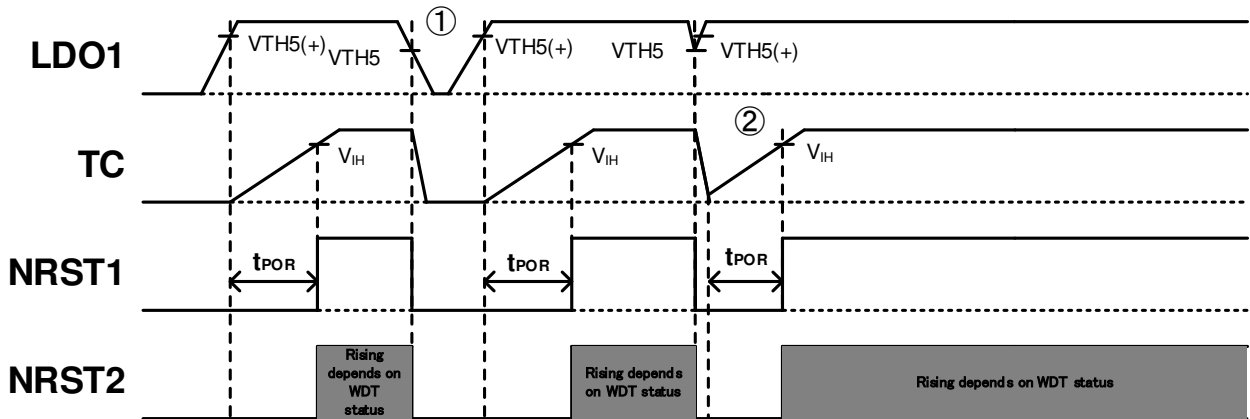 LDO1
VTH5(+)
VTH5
①
VTH5(+)
VTH5
VTH5(+)
TC
VIH
VIH
②
VIH
NRST1
tPOR
tPOR
tPOR
NRST2
Rising
depends on
WDT
status
Rising depends
on WDT status
Rising depends on WDT status